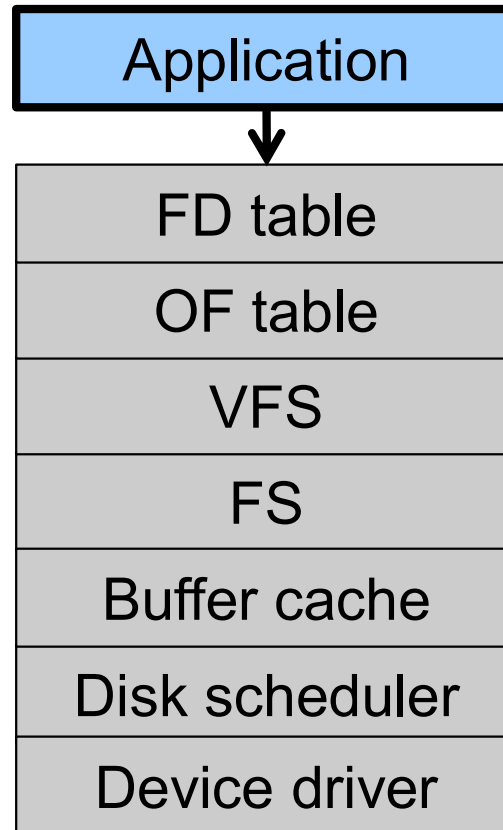 Application
FD table
OF table
VFS
FS
Buffer cache
Disk scheduler
Device driver